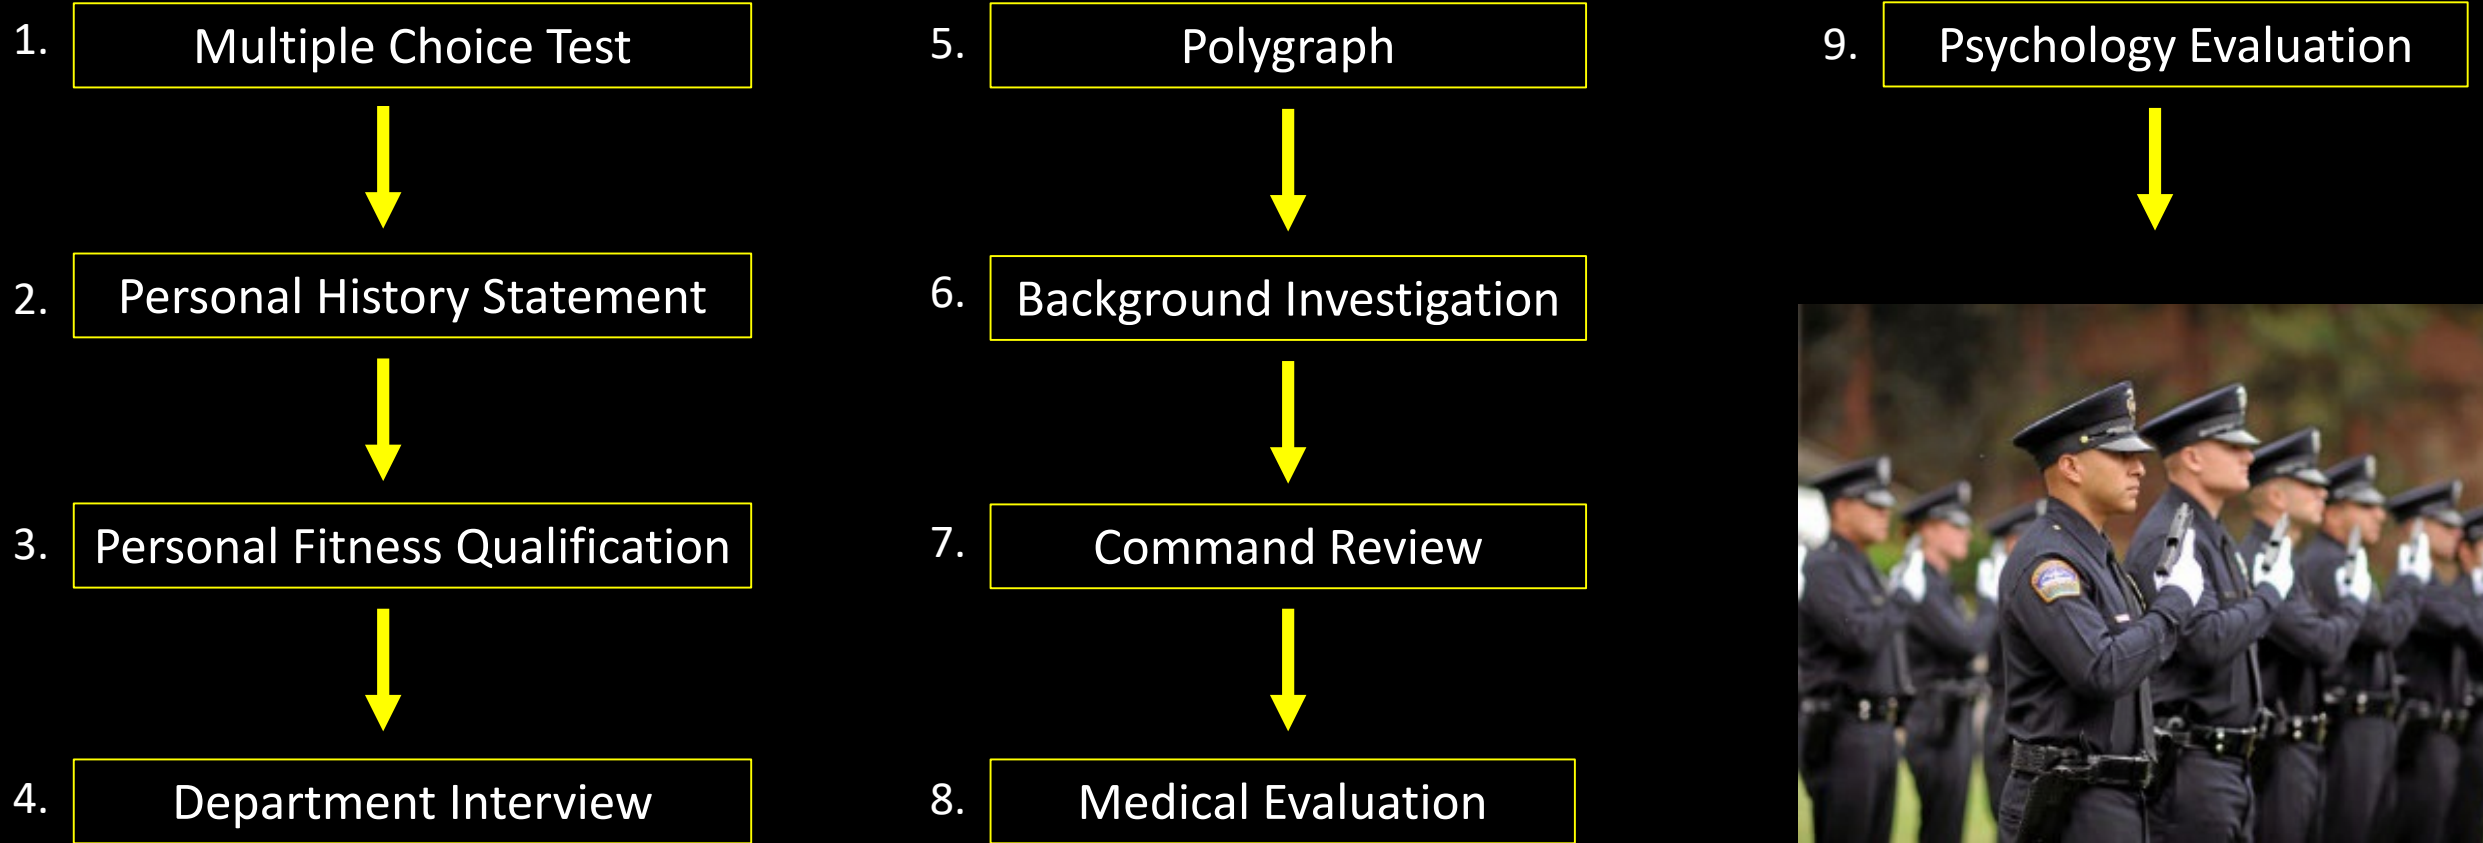 1. Multiple Choice Test
2. Personal History Statement
3. Personal Fitness Qualification
4. Department Interview
5. Polygraph
6. Background Investigation
7. Command Review
8. Medical Evaluation
9. Psychology Evaluation